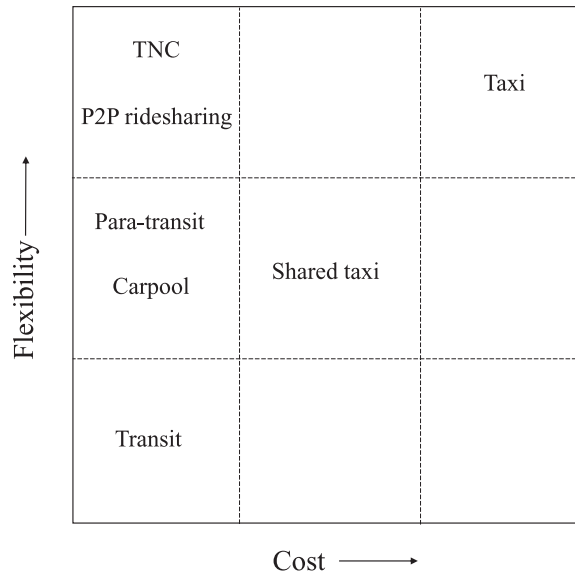 TNC
Taxi
P2P ridesharing
Para-transit
Shared taxi
Carpool
Transit
Flexibility
Cost